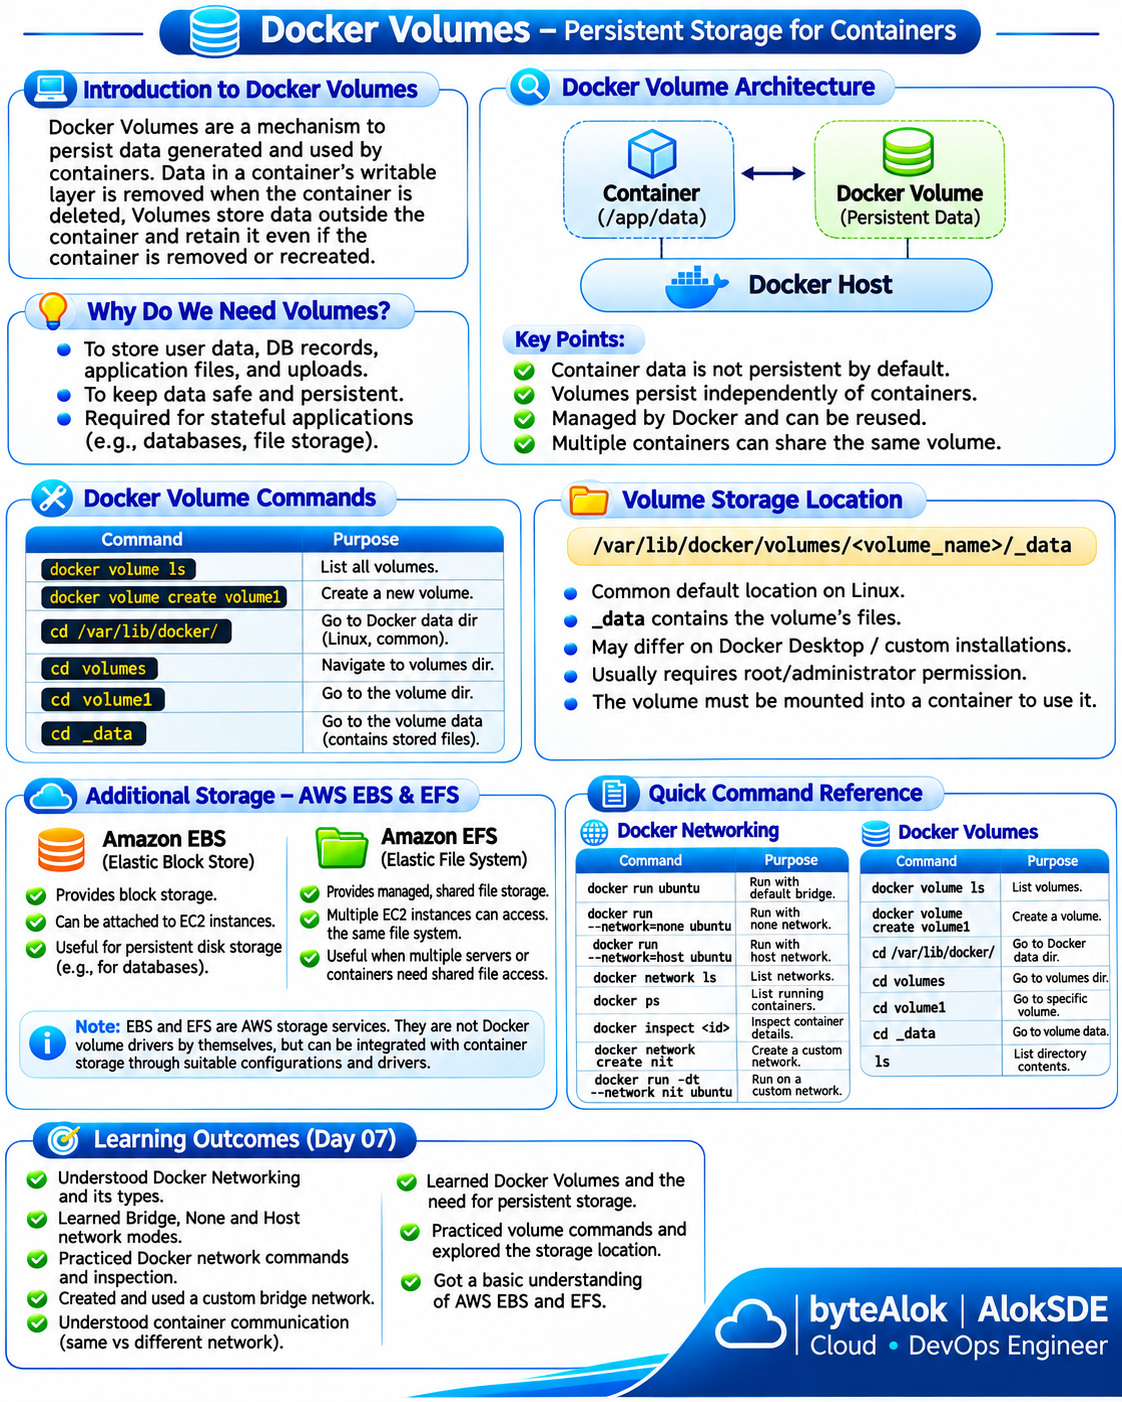 Docker Volumes – Persistent Storage for Containers
Introduction to Docker Volumes
Docker Volumes are a mechanism to
persist data generated and used by
containers. Data in a container's writable
layer is removed when the container is
deleted, Volumes store data outside the
container and retain it even if the
container is removed or recreated.
Docker Volume Architecture
Container
(/app/data)
Docker Volume
(Persistent Data)
Docker Host
Key Points:
Container data is not persistent by default.
Volumes persist independently of containers.
Managed by Docker and can be reused.
Multiple containers can share the same volume.
Why Do We Need Volumes?
To store user data, DB records,
application files, and uploads.
To keep data safe and persistent.
Required for stateful applications
(e.g., databases, file storage).
Docker Volume Commands
Command Purpose
docker volume ls List all volumes.
docker volume create volume1 Create a new volume.
cd /var/lib/docker/ Go to Docker data dir
(Linux, common).
cd volumes Navigate to volumes dir.
cd volume1 Go to the volume dir.
cd _data Go to the volume data
(contains stored files).
Volume Storage Location
/var/lib/docker/volumes/<volume_name>/_data
Common default location on Linux.
_data contains the volume's files.
May differ on Docker Desktop / custom installations.
Usually requires root/administrator permission.
The volume must be mounted into a container to use it.
Additional Storage – AWS EBS & EFS
Amazon EBS
(Elastic Block Store)
Provides block storage.
Can be attached to EC2 instances.
Useful for persistent disk storage
(e.g., for databases).
Amazon EFS
(Elastic File System)
Provides managed, shared file storage.
Multiple EC2 instances can access.
the same file system.
Useful when multiple servers or
containers need shared file access.
Note: EBS and EFS are AWS storage services. They are not Docker
volume drivers by themselves, but can be integrated with container
storage through suitable configurations and drivers.
Quick Command Reference
Docker Networking
Command Purpose
docker run ubuntu Run with
default bridge.
docker run Run with
--network=none ubuntu none network.
docker run Run with
--network=host ubuntu host network.
docker network ls List networks.
docker ps List running
containers.
docker inspect <id> Inspect container
details.
docker network Create a custom
create nit network.
docker run -dt Run on a
--network nit ubuntu custom network.
Docker Volumes
Command Purpose
docker volume ls List volumes.
docker volume
create volume1 Create a volume.
cd /var/lib/docker/ Go to Docker
data dir.
cd volumes Go to volumes dir.
cd volume1 Go to specific
volume.
cd _data Go to volume data.
ls List directory
contents.
Learning Outcomes (Day 07)
Understood Docker Networking
and its types.
Learned Bridge, None and Host
network modes.
Practiced Docker network commands
and inspection.
Created and used a custom bridge network.
Understood container communication
(same vs different network).
Learned Docker Volumes and the
need for persistent storage.
Practiced volume commands and
explored the storage location.
Got a basic understanding
of AWS EBS and EFS.
byteAlok | AlokSDE
Cloud • DevOps Engineer